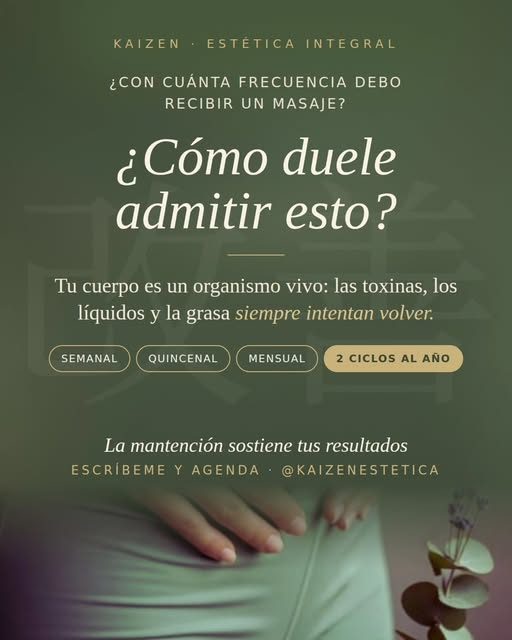 KAIZEN · ESTÉTICA INTEGRAL
¿CON CUÁNTA FRECUENCIA DEBO
RECIBIR UN MASAJE?
¿Cómo duele
admitir esto?
改善
Tu cuerpo es un organismo vivo: las toxinas, los
líquidos y la grasa siempre intentan volver.
SEMANAL QUINCENAL MENSUAL 2 CICLOS AL AÑO
La mantención sostiene tus resultados
ESCRÍBEME Y AGENDA · @KAIZENESTETICA